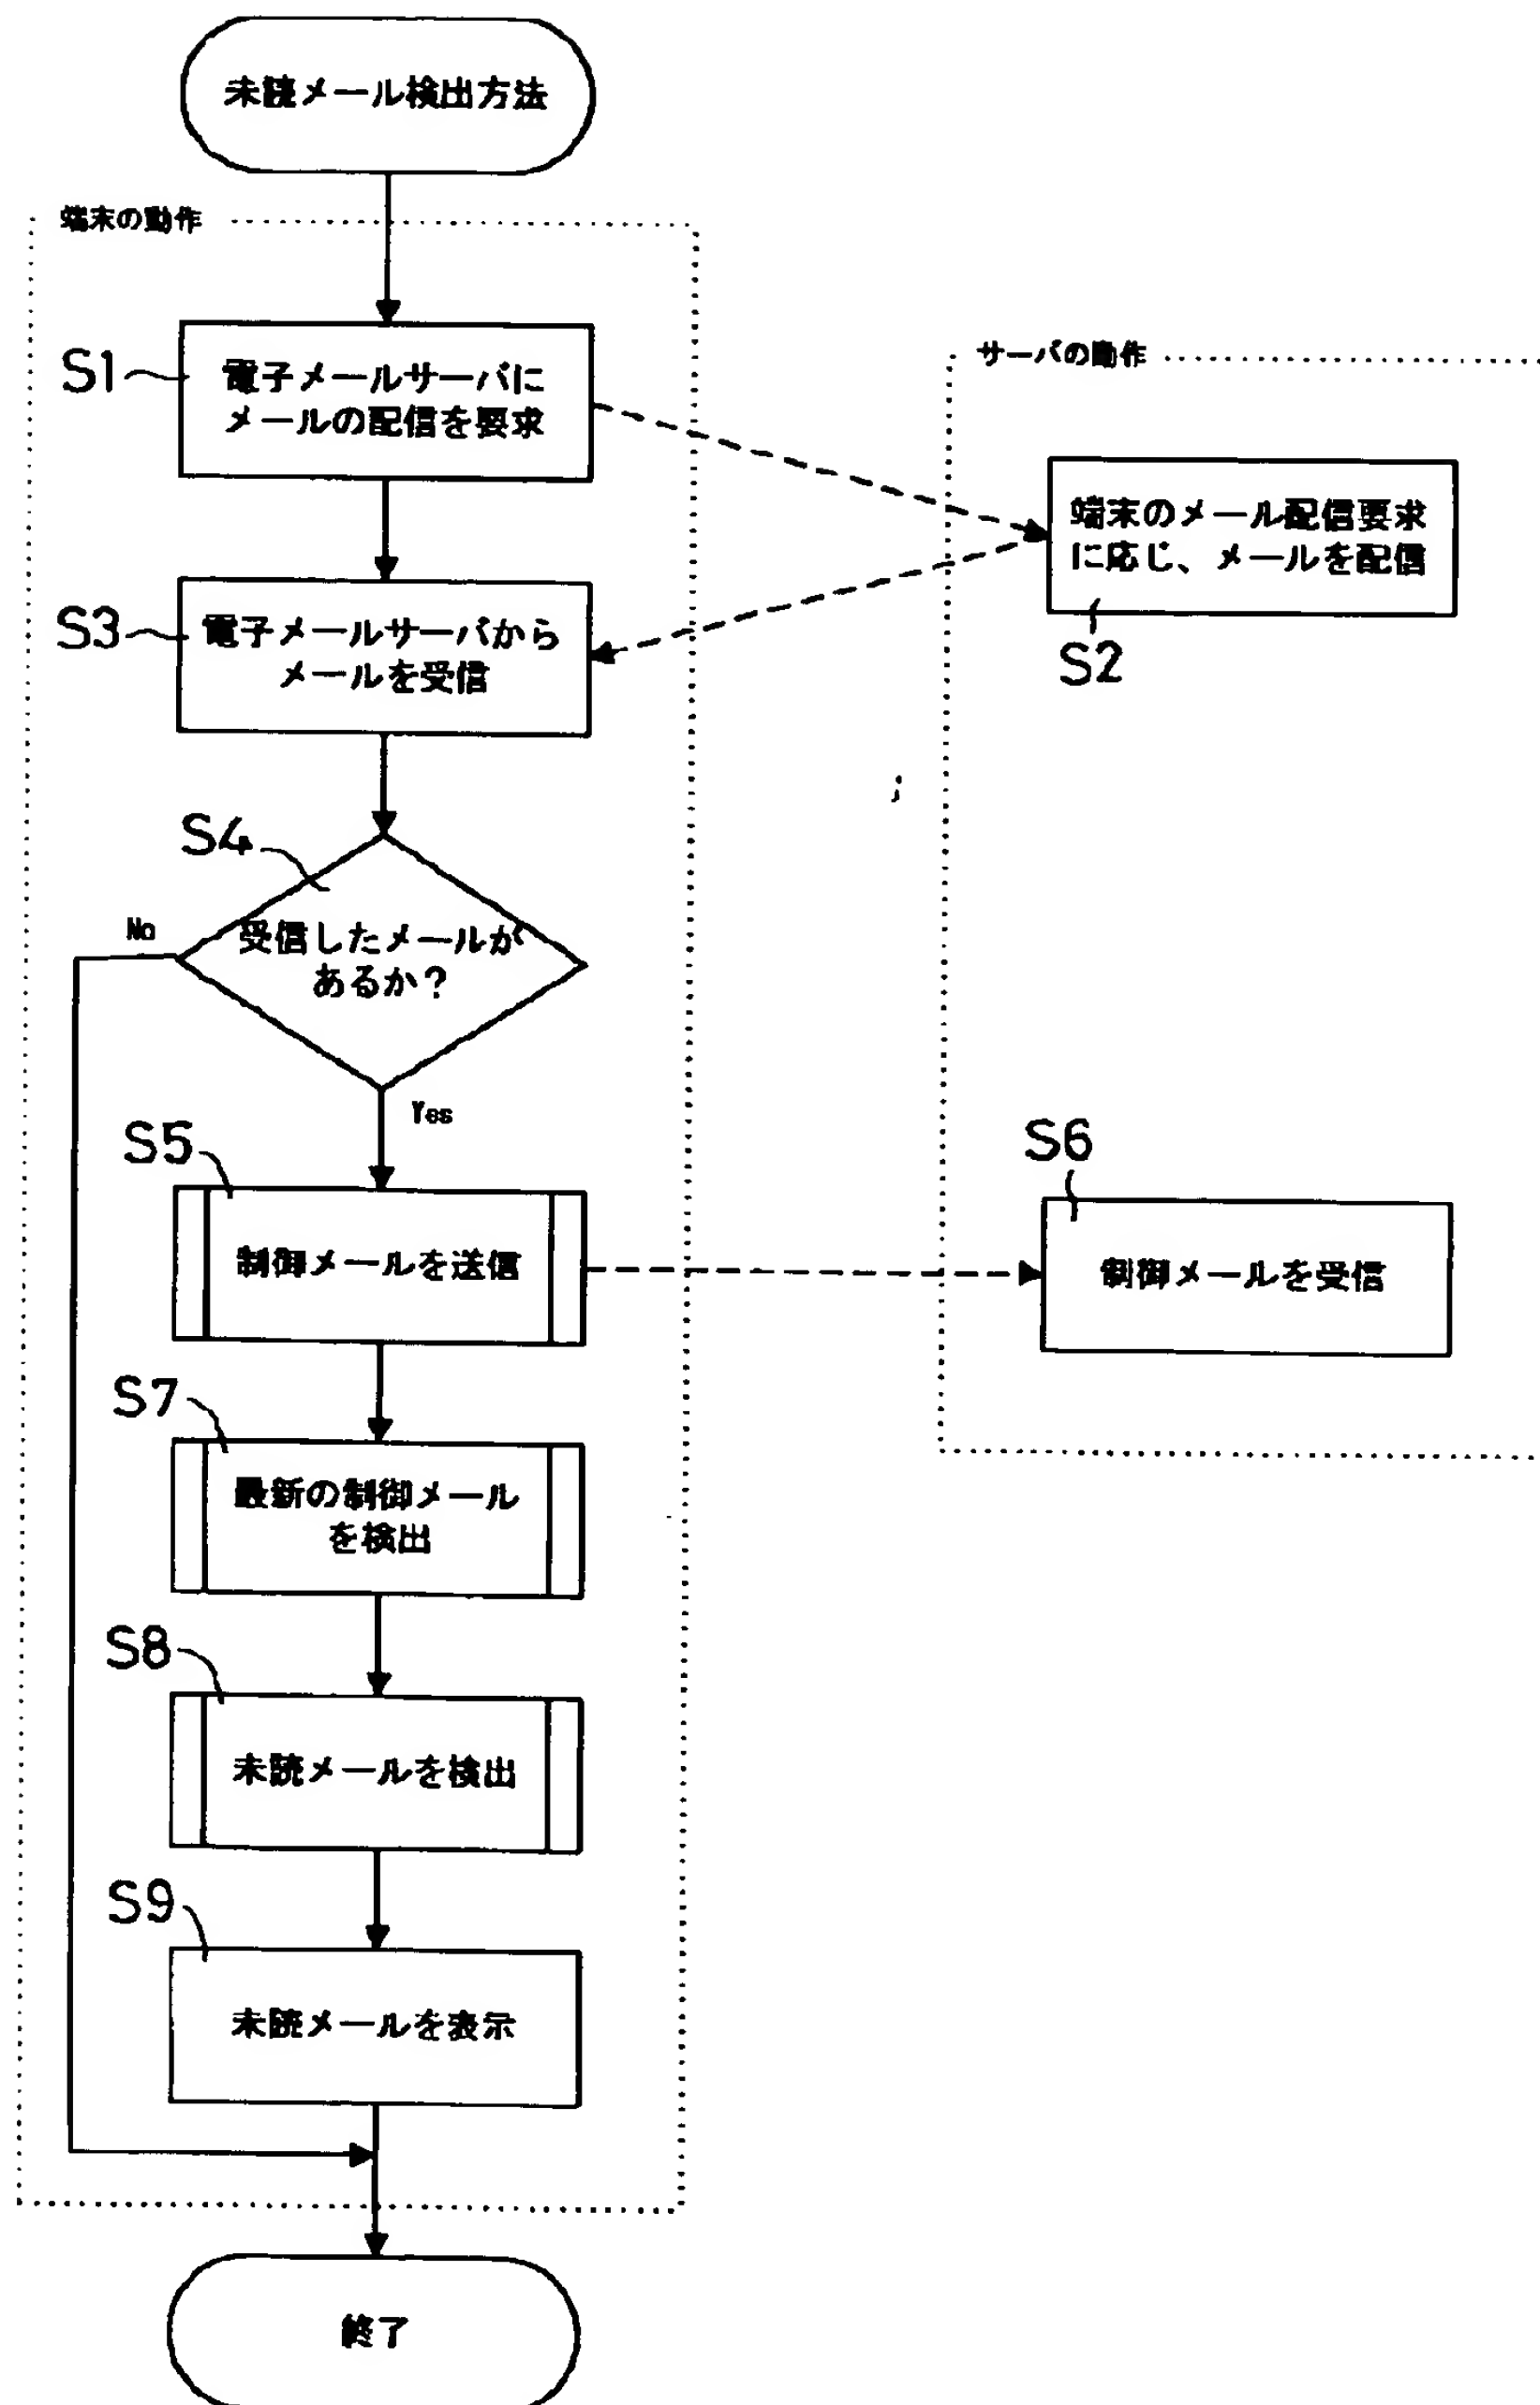 未読メール検出方法
端末の動作
S1
電子メールサーバに
メールの配信を要求
サーバの動作
端末のメール配信要求
に応じ、メールを配信
S2
S3
電子メールサーバから
メールを受信
S4
No
受信したメールが
あるか?
Yes
S5
制御メールを送信
S6
制御メールを受信
S7
最新の制御メール
を検出
S8
未読メールを検出
S9
未読メールを表示
終了